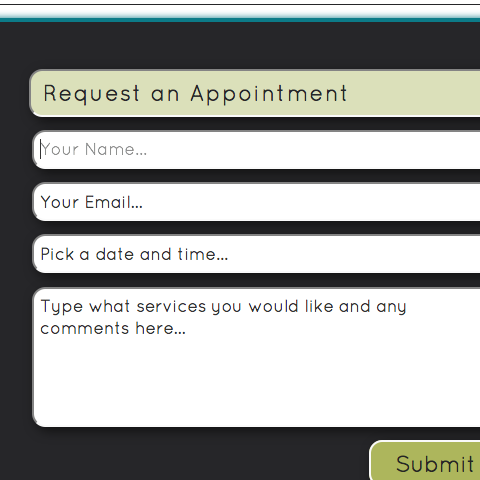 Request an Appointment
Your Name...
Your Email...
Pick a date and time...
Type what services you would like and any
comments here...
Submit